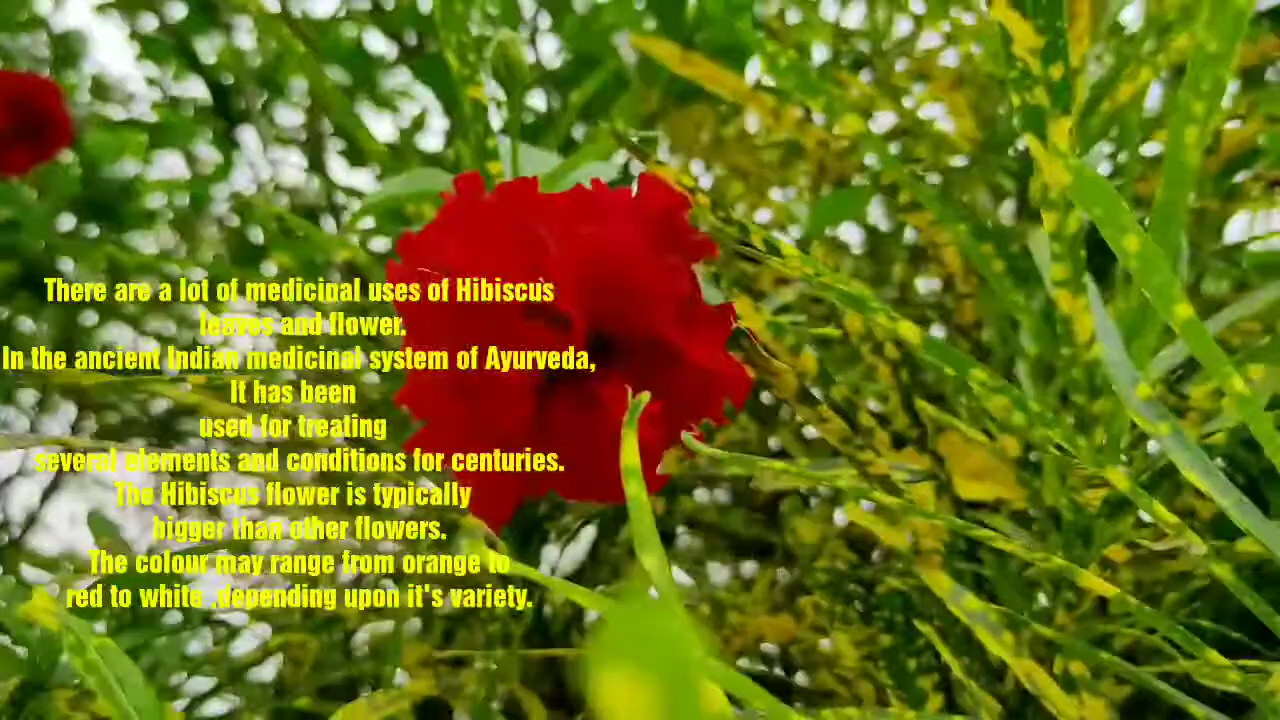 There are a lot of medicinal uses of Hibiscus
leaves and flower.
In the ancient Indian medicinal system of Ayurveda,
It has been
used for treating
several elements and conditions for centuries.
The Hibiscus flower is typically
bigger than other flowers.
The colour may range from orange to
red to white ,depending upon it's variety.